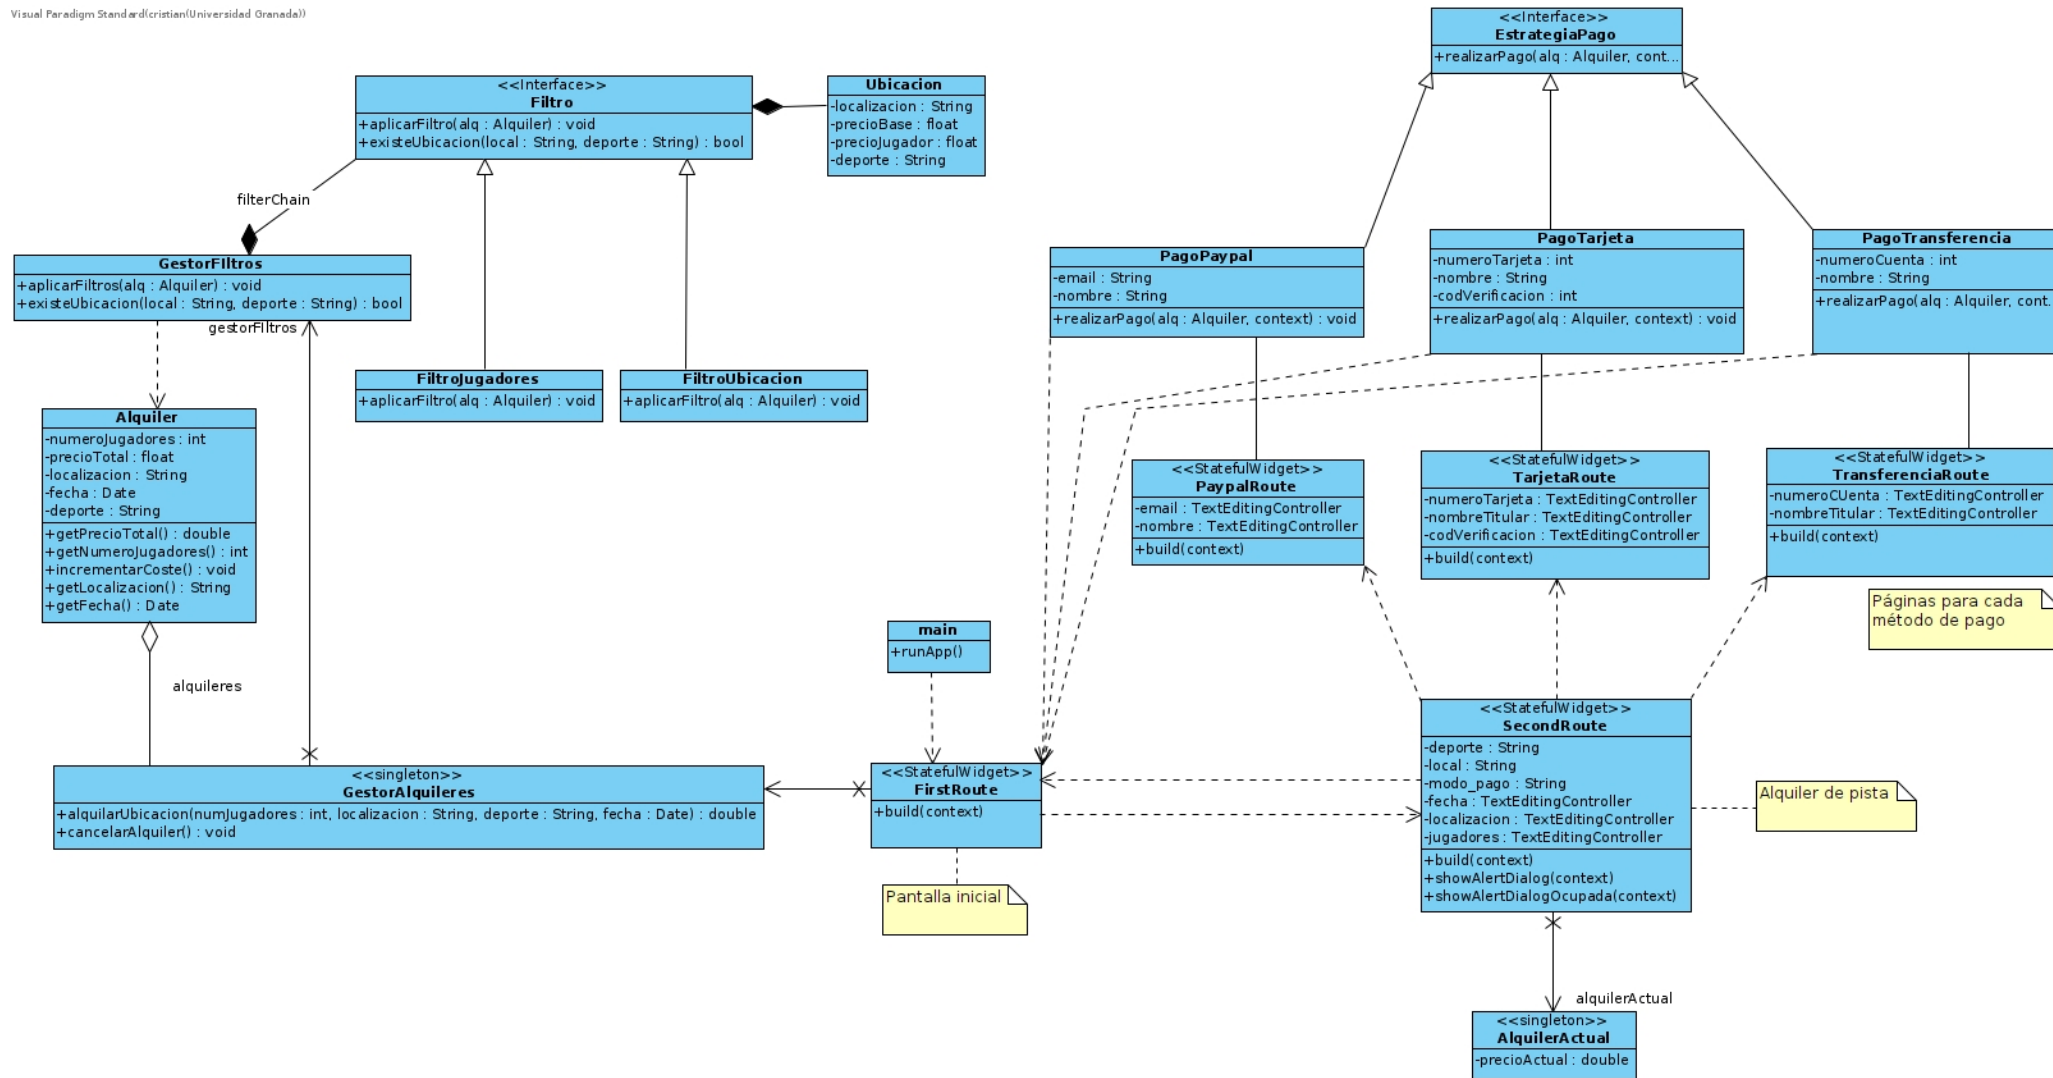 Visual Paradigm Standard(cristian(Universidad Granada))
<<Interface>>
EstrategiaPago
+realizarPago(alq : Alquiler, cont...
<<Interface>>
Filtro
+aplicarFiltro(alq : Alquiler) : void
+existeUbicacion(local : String, deporte : String) : bool
Ubicacion
-localizacion : String
-precioBase : float
-precioJugador : float
-deporte : String
filterChain
GestorFIltros
+aplicarFiltros(alq : Alquiler) : void
+existeUbicacion(local : String, deporte : String) : bool
gestorFIltros
PagoPaypal
-email : String
-nombre : String
+realizarPago(alq : Alquiler, context) : void
PagoTarjeta
-numeroTarjeta : int
-nombre : String
-codVerificacion : int
+realizarPago(alq : Alquiler, context) : void
PagoTransferencia
-numeroCuenta : int
-nombre : String
+realizarPago(alq : Alquiler, cont.
FiltroJugadores
+aplicarFiltro(alq : Alquiler) : void
FiltroUbicacion
+aplicarFiltro(alq : Alquiler) : void
Alquiler
-numeroJugadores : int
-precioTotal : float
-localizacion : String
-fecha : Date
-deporte : String
+getPrecioTotal() : double
+getNumeroJugadores() : int
+incrementarCoste() : void
+getLocalizacion() : String
+getFecha() : Date
<<StatefulWidget>>
PaypalRoute
-email : TextEditingController
-nombre : TextEditingController
+build(context)
<<StatefulWidget>>
TarjetaRoute
-numeroTarjeta : TextEditingController
-nombreTitular : TextEditingController
-codVerificacion : TextEditingController
+build(context)
<<StatefulWidget>>
TransferenciaRoute
-numeroCUenta : TextEditingController
-nombreTitular : TextEditingController
+build(context)
Páginas para cada
método de pago
main
+runApp()
alquileres
<<singleton>>
GestorAlquileres
+alquilarUbicacion(numJugadores : int, localizacion : String, deporte : String, fecha : Date) : double
+cancelarAlquiler() : void
<<StatefulWidget>>
FirstRoute
+build(context)
Pantalla inicial
<<StatefulWidget>>
SecondRoute
-deporte : String
-local : String
-modo_pago : String
-fecha : TextEditingController
-localizacion : TextEditingController
-jugadores : TextEditingController
+build(context)
+showAlertDialog(context)
+showAlertDialogOcupada(context)
Alquiler de pista
alquilerActual
<<singleton>>
AlquilerActual
-precioActual : double